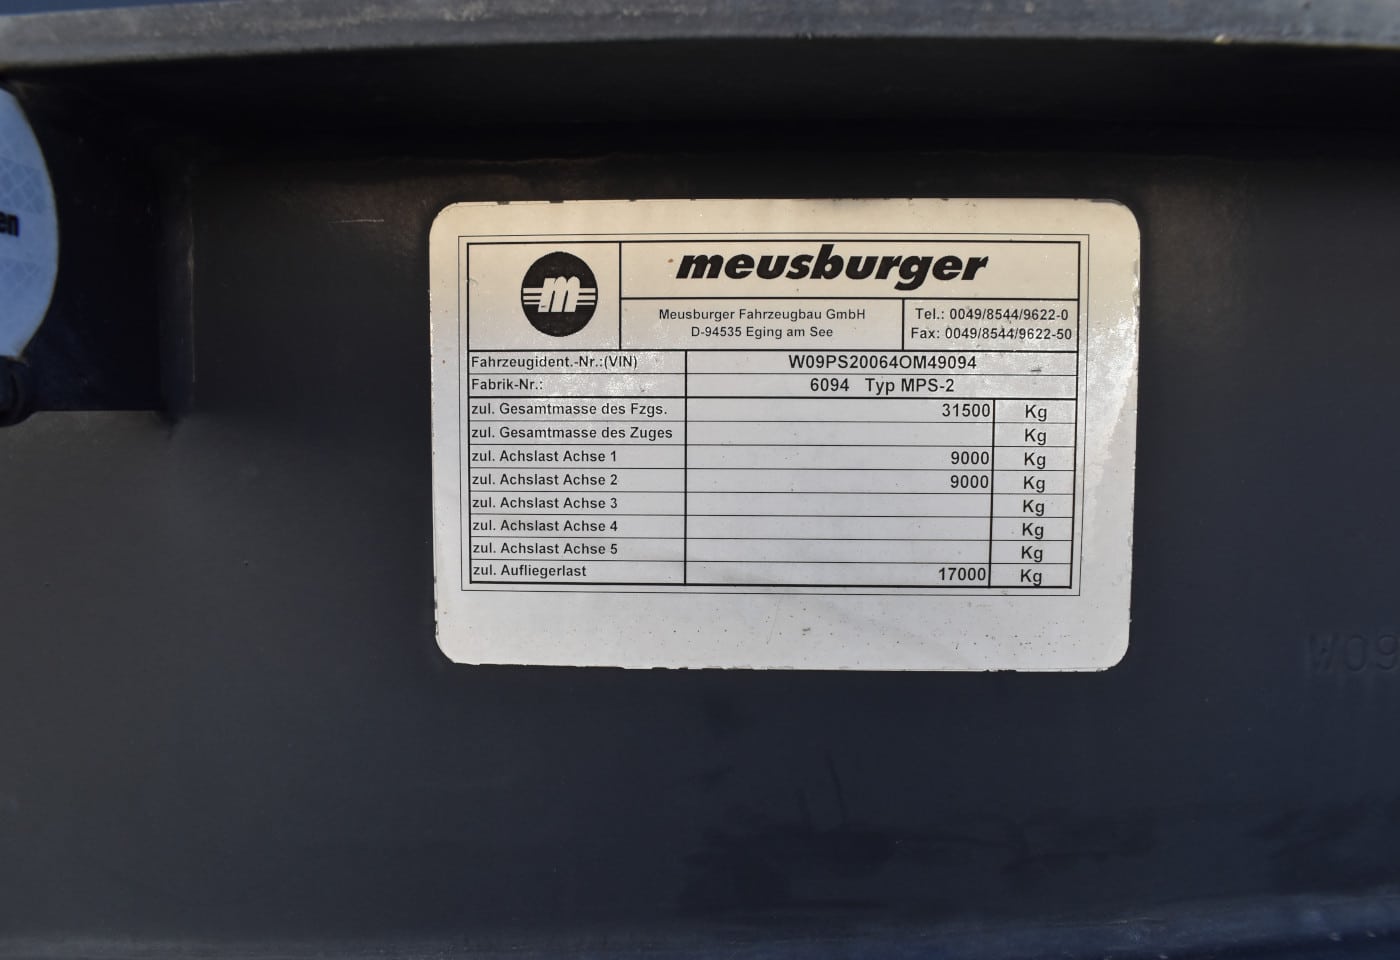 en
m
meusburger
Meusburger Fahrzeugbau GmbH
D-94535 Eging am See
Tel.: 0049/8544/9622-0
Fax: 0049/8544/9622-50
Fahrzeugident.-Nr.:(VIN) W09PS20064OM49094
Fabrik-Nr.: 6094 Typ MPS-2
zul. Gesamtmasse des Fzgs. 31500 Kg
zul. Gesamtmasse des Zuges Kg
zul. Achslast Achse 1 9000 Kg
zul. Achslast Achse 2 9000 Kg
zul. Achslast Achse 3 Kg
zul. Achslast Achse 4 Kg
zul. Achslast Achse 5 Kg
zul. Aufliegerlast 17000 Kg
W09